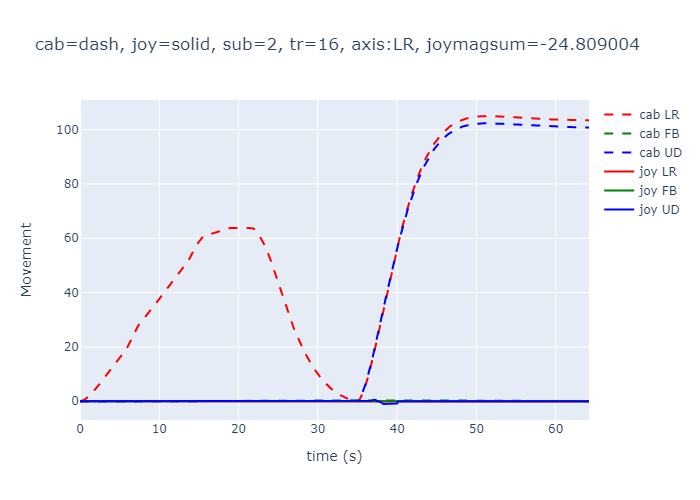 cab=dash, joy=solid, sub=2, tr=16, axis:LR, joymagsum=-24.809004
cab LR
cab FB
cab UD
joy LR
joy FB
joy UD
Movement
100
80
60
40
20
0
0 10 20 30 40 50 60
time (s)